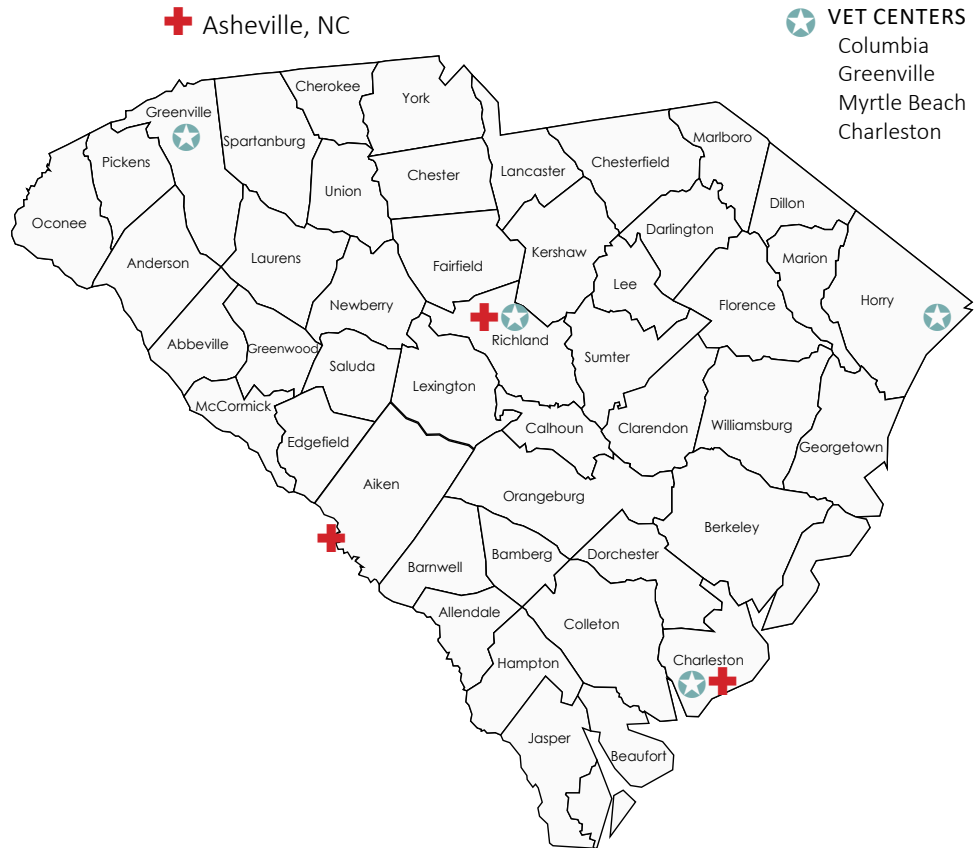 Asheville, NC
VET CENTERS
Columbia
Greenville
Myrtle Beach
Charleston
Cherokee
York
Greenville
Spartanburg
Pickens
Union
Chester
Lancaster
Chesterfield
Marlboro
Oconee
Dillon
Anderson
Laurens
Fairfield
Kershaw
Darlington
Marion
Newberry
Lee
Florence
Horry
Abbeville
Greenwood
Saluda
Richland
Sumter
McCormick
Lexington
Edgefield
Calhoun
Clarendon
Williamsburg
Georgetown
Aiken
Orangeburg
Berkeley
Barnwell
Bamberg
Dorchester
Allendale
Colleton
Hampton
Charleston
Jasper
Beaufort